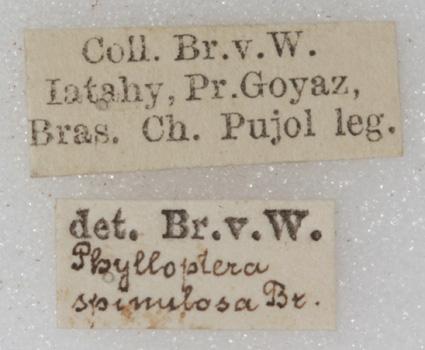 Coll. Br.v.W.
Iatahy, Pr.Goyaz,
Bras. Ch. Pujol leg.
det. Br.v.W.
Phylloptera
spinulosa Br.